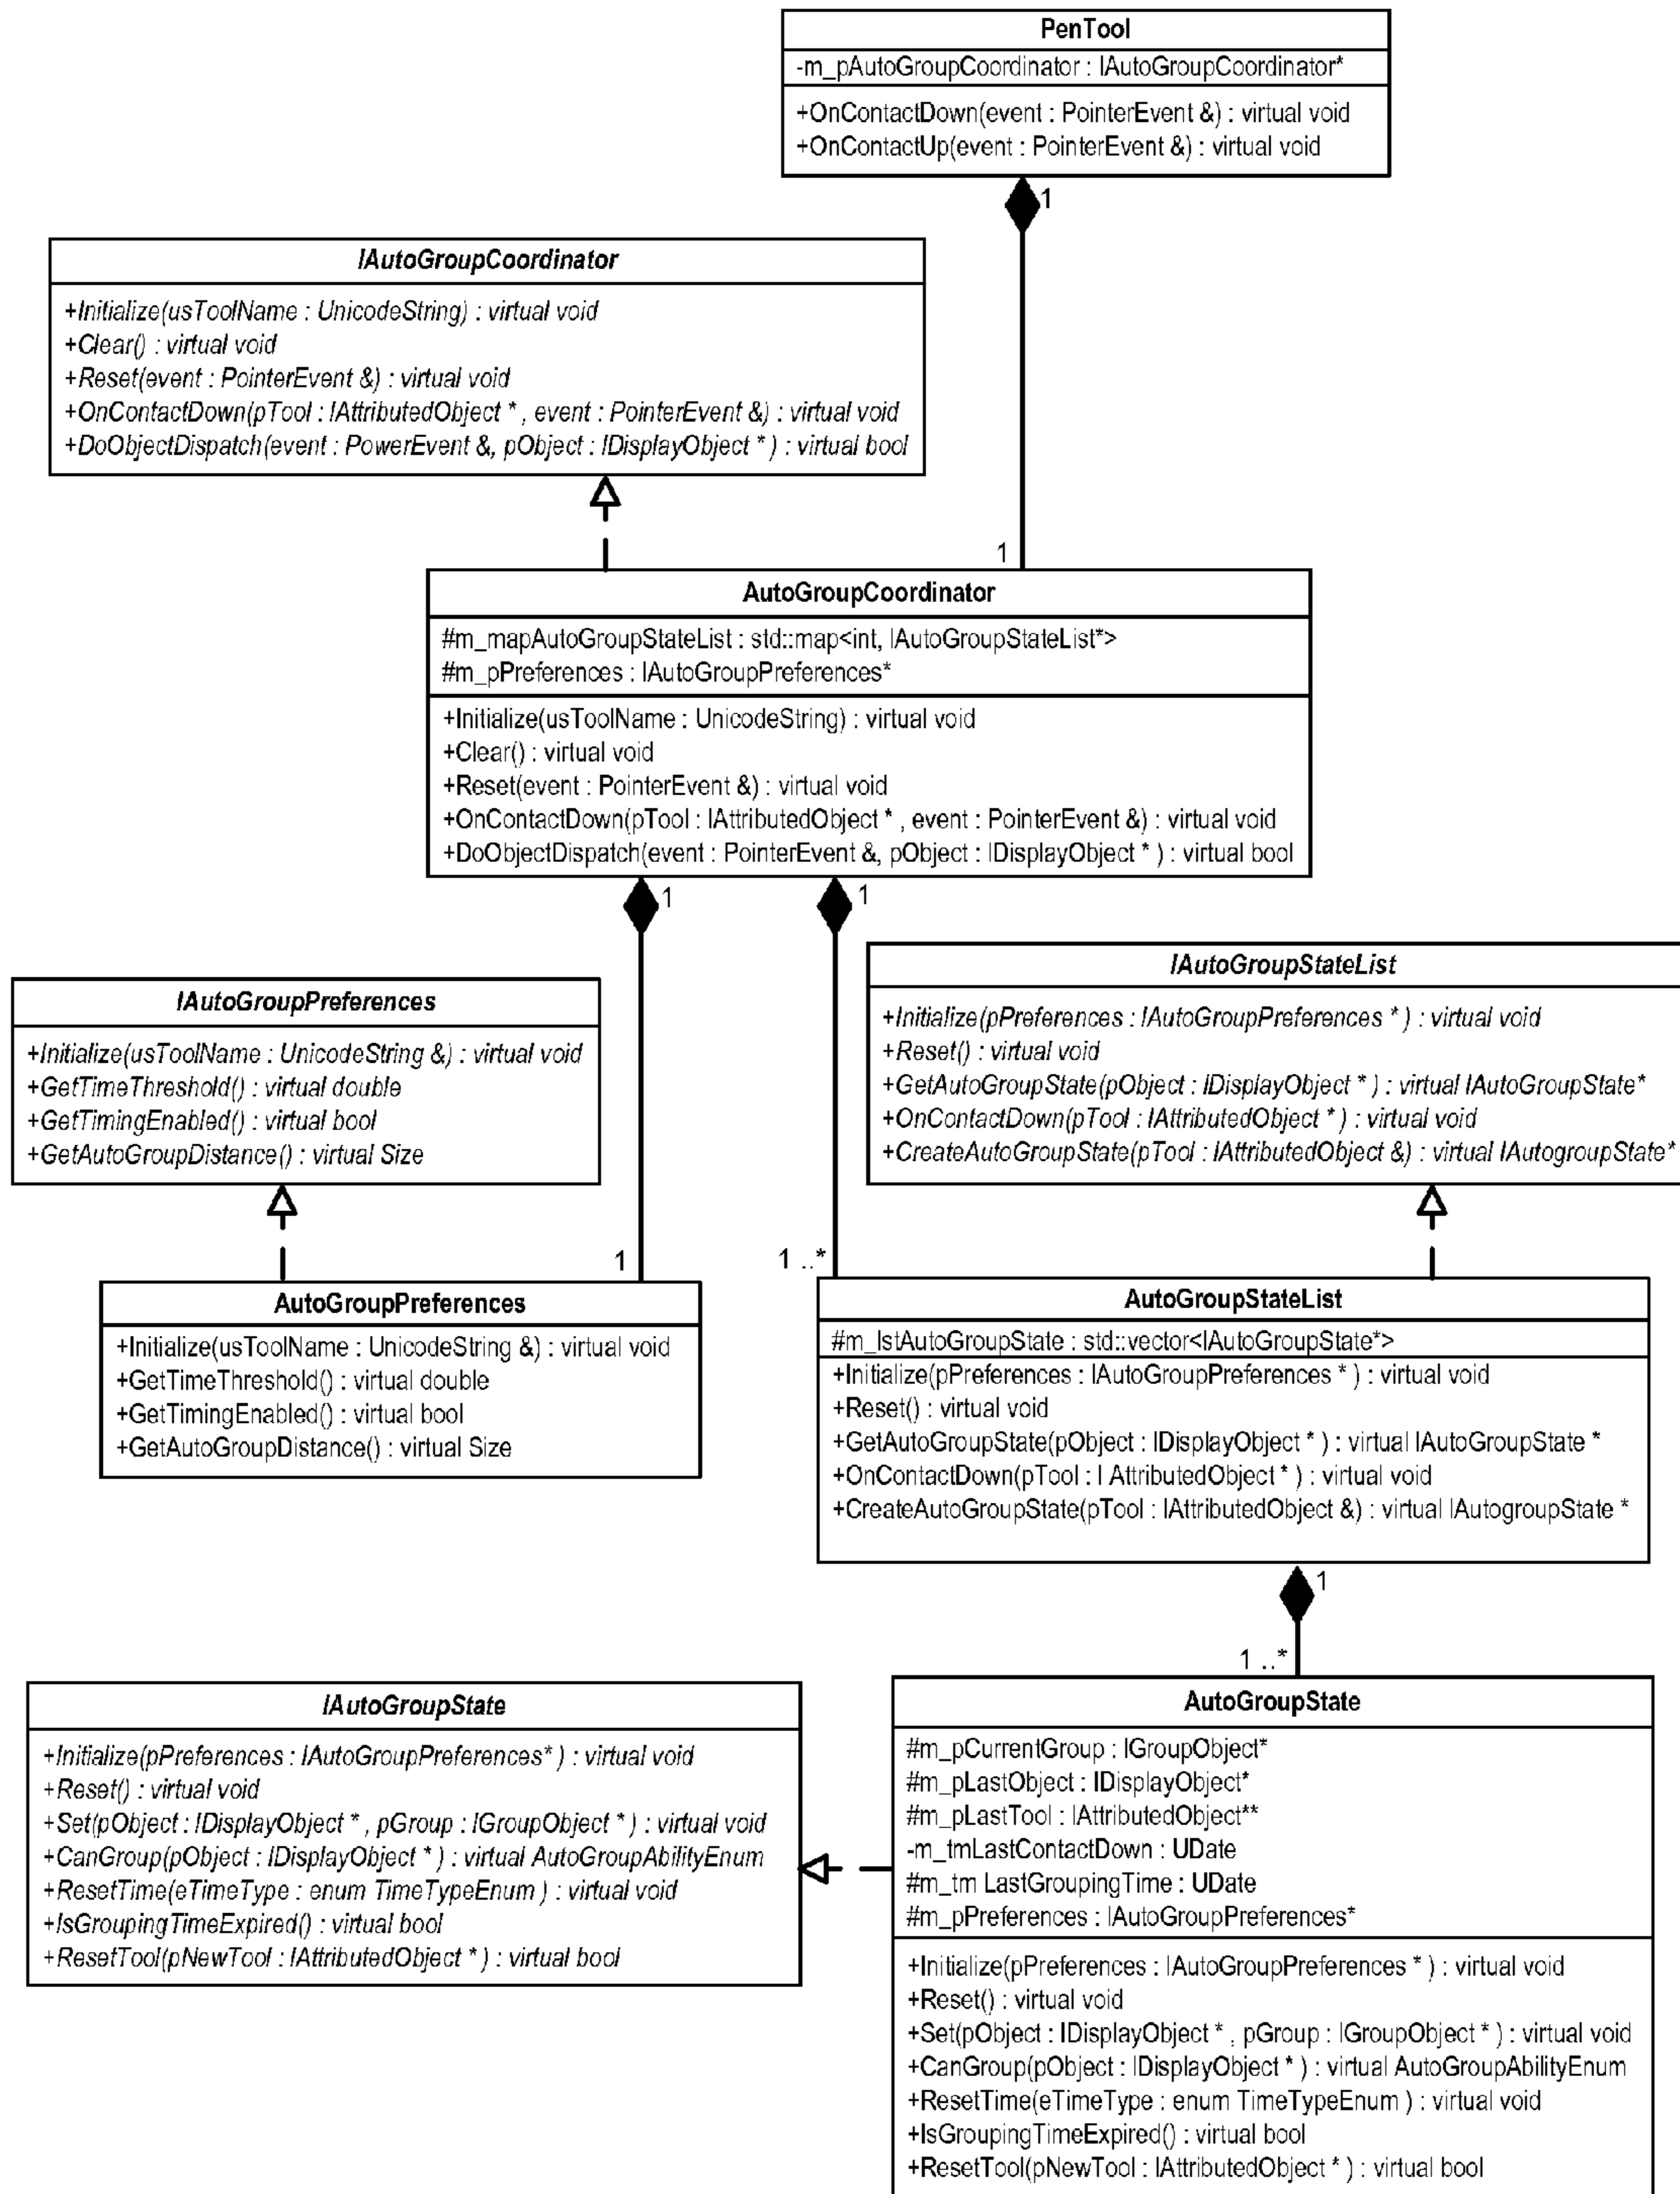 PenTool
-m_pAutoGroupCoordinator : IAutoGroupCoordinator*
+OnContactDown(event : PointerEvent &) : virtual void
+OnContactUp(event : PointerEvent &) : virtual void
1
IAutoGroupCoordinator
+Initialize(usToolName : UnicodeString) : virtual void
+Clear() : virtual void
+Reset(event : PointerEvent &) : virtual void
+OnContactDown(pTool : IAttributedObject * , event : PointerEvent &) : virtual void
+DoObjectDispatch(event : PowerEvent &, pObject : IDisplayObject * ) : virtual bool
1
AutoGroupCoordinator
#m_mapAutoGroupStateList : std::map<int, IAutoGroupStateList*>
#m_pPreferences : IAutoGroupPreferences*
+Initialize(usToolName : UnicodeString) : virtual void
+Clear() : virtual void
+Reset(event : PointerEvent &) : virtual void
+OnContactDown(pTool : IAttributedObject * , event : PointerEvent &) : virtual void
+DoObjectDispatch(event : PointerEvent &, pObject : IDisplayObject * ) : virtual bool
1
1
IAutoGroupPreferences
+Initialize(usToolName : UnicodeString &) : virtual void
+GetTimeThreshold() : virtual double
+GetTimingEnabled() : virtual bool
+GetAutoGroupDistance() : virtual Size
IAutoGroupStateList
+Initialize(pPreferences : IAutoGroupPreferences * ) : virtual void
+Reset() : virtual void
+GetAutoGroupState(pObject : IDisplayObject * ) : virtual IAutoGroupState*
+OnContactDown(pTool : IAttributedObject * ) : virtual void
+CreateAutoGroupState(pTool : IAttributedObject &) : virtual IAutogroupState*
1
1 ..*
AutoGroupPreferences
+Initialize(usToolName : UnicodeString &) : virtual void
+GetTimeThreshold() : virtual double
+GetTimingEnabled() : virtual bool
+GetAutoGroupDistance() : virtual Size
AutoGroupStateList
#m_lstAutoGroupState : std::vector<IAutoGroupState*>
+Initialize(pPreferences : IAutoGroupPreferences * ) : virtual void
+Reset() : virtual void
+GetAutoGroupState(pObject : IDisplayObject * ) : virtual IAutoGroupState *
+OnContactDown(pTool : I AttributedObject * ) : virtual void
+CreateAutoGroupState(pTool : IAttributedObject &) : virtual IAutogroupState *
1
1 ..*
IAutoGroupState
+Initialize(pPreferences : IAutoGroupPreferences* ) : virtual void
+Reset() : virtual void
+Set(pObject : IDisplayObject * , pGroup : IGroupObject * ) : virtual void
+CanGroup(pObject : IDisplayObject * ) : virtual AutoGroupAbilityEnum
+ResetTime(eTimeType : enum TimeTypeEnum ) : virtual void
+IsGroupingTimeExpired() : virtual bool
+ResetTool(pNewTool : IAttributedObject * ) : virtual bool
AutoGroupState
#m_pCurrentGroup : IGroupObject*
#m_pLastObject : IDisplayObject*
#m_pLastTool : IAttributedObject**
-m_tmLastContactDown : UDate
#m_tm LastGroupingTime : UDate
#m_pPreferences : IAutoGroupPreferences*
+Initialize(pPreferences : IAutoGroupPreferences * ) : virtual void
+Reset() : virtual void
+Set(pObject : IDisplayObject * , pGroup : IGroupObject * ) : virtual void
+CanGroup(pObject : IDisplayObject * ) : virtual AutoGroupAbilityEnum
+ResetTime(eTimeType : enum TimeTypeEnum ) : virtual void
+IsGroupingTimeExpired() : virtual bool
+ResetTool(pNewTool : IAttributedObject * ) : virtual bool